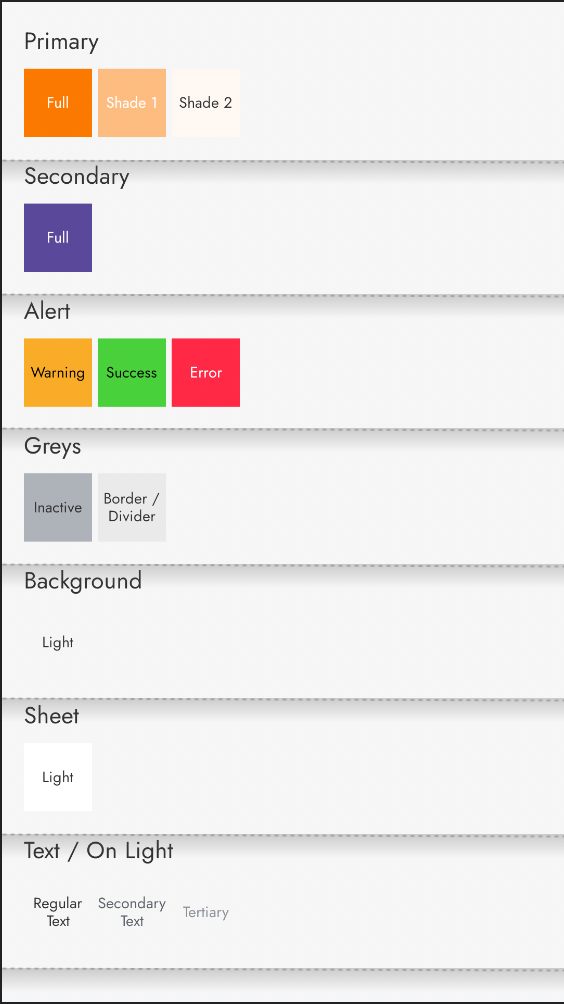 Primary
Full
Shade 1
Shade 2
Secondary
Full
Alert
Warning
Success
Error
Greys
Inactive
Border /
Divider
Background
Light
Sheet
Light
Text / On Light
Regular
Text
Secondary
Text
Tertiary